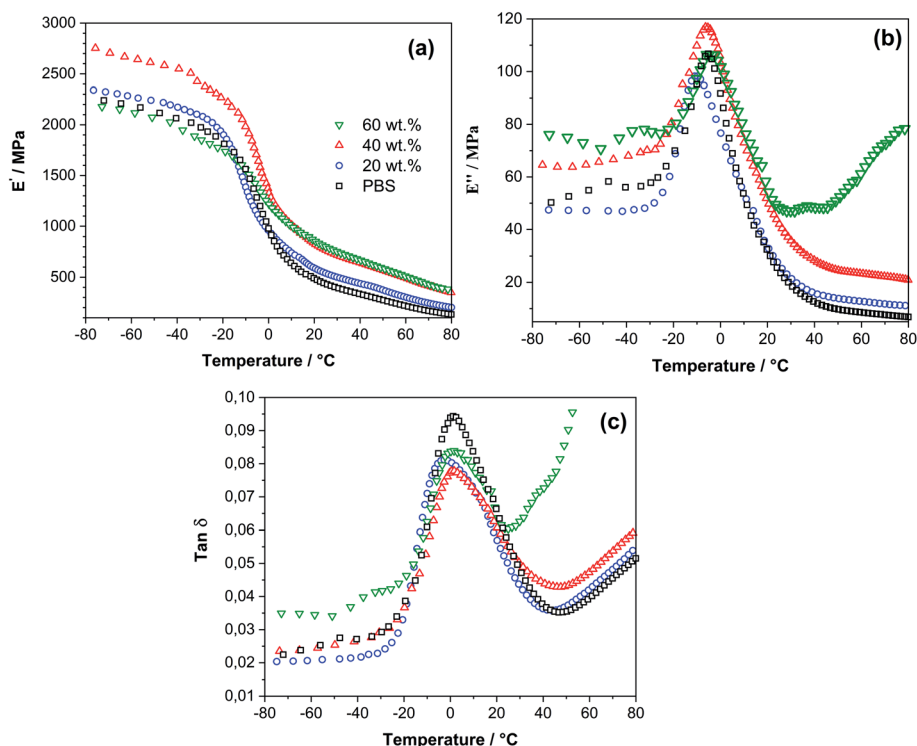 3000
2500
2000
1500
1000
500
E' / MPa
(a)
60 wt.%
40 wt.%
20 wt.%
PBS
-80 -60 -40 -20 0 20 40 60 80
Temperature / °C
120
100
80
60
40
20
E'' / MPa
(b)
-80 -60 -40 -20 0 20 40 60 80
Temperature / °C
0,10
0,09
0,08
0,07
0,06
0,05
0,04
0,03
0,02
0,01
Tan δ
(c)
-80 -60 -40 -20 0 20 40 60 80
Temperature / °C